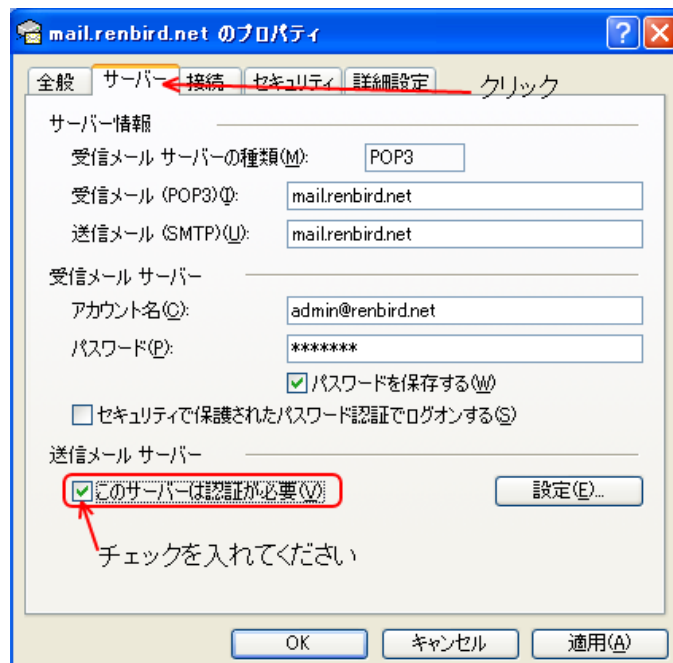 mail.renbird.net のプロパティ
全般 サーバー 接続 セキュリティ 詳細設定 クリック
サーバー情報
受信メール サーバーの種類(M): POP3
受信メール (POP3)(I): mail.renbird.net
送信メール (SMTP)(U): mail.renbird.net
受信メール サーバー
アカウント名(C): admin@renbird.net
パスワード(P): *******
パスワードを保存する(W)
セキュリティで保護されたパスワード認証でログオンする(S)
送信メール サーバー
このサーバーは認証が必要(V) 設定(E)...
チェックを入れてください
OK キャンセル 適用(A)